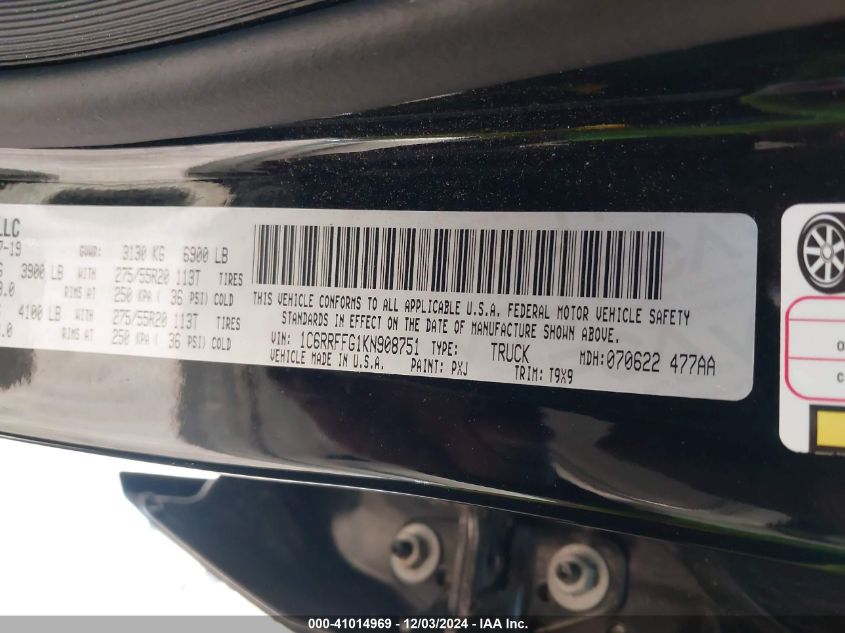 LLC
7-19
GVWR: 3130 KG 6900 LB
G 3900 LB WITH 275/55R20 113T TIRES
.0 RIMS AT 250 KPA ( 36 PSI) COLD
4100 LB WITH 275/55R20 113T TIRES
.0 RIMS AT 250 KPA ( 36 PSI) COLD
THIS VEHICLE CONFORMS TO ALL APPLICABLE U.S.A. FEDERAL MOTOR VEHICLE SAFETY
STANDARDS IN EFFECT ON THE DATE OF MANUFACTURE SHOWN ABOVE.
VIN: 1C6RRFFG1KN908751 TYPE: TRUCK MDH:070622 477AA
VEHICLE MADE IN U.S.A. PAINT: PXJ TRIM: T9X9
O
C
000-41014969 - 12/03/2024 - IAA Inc.